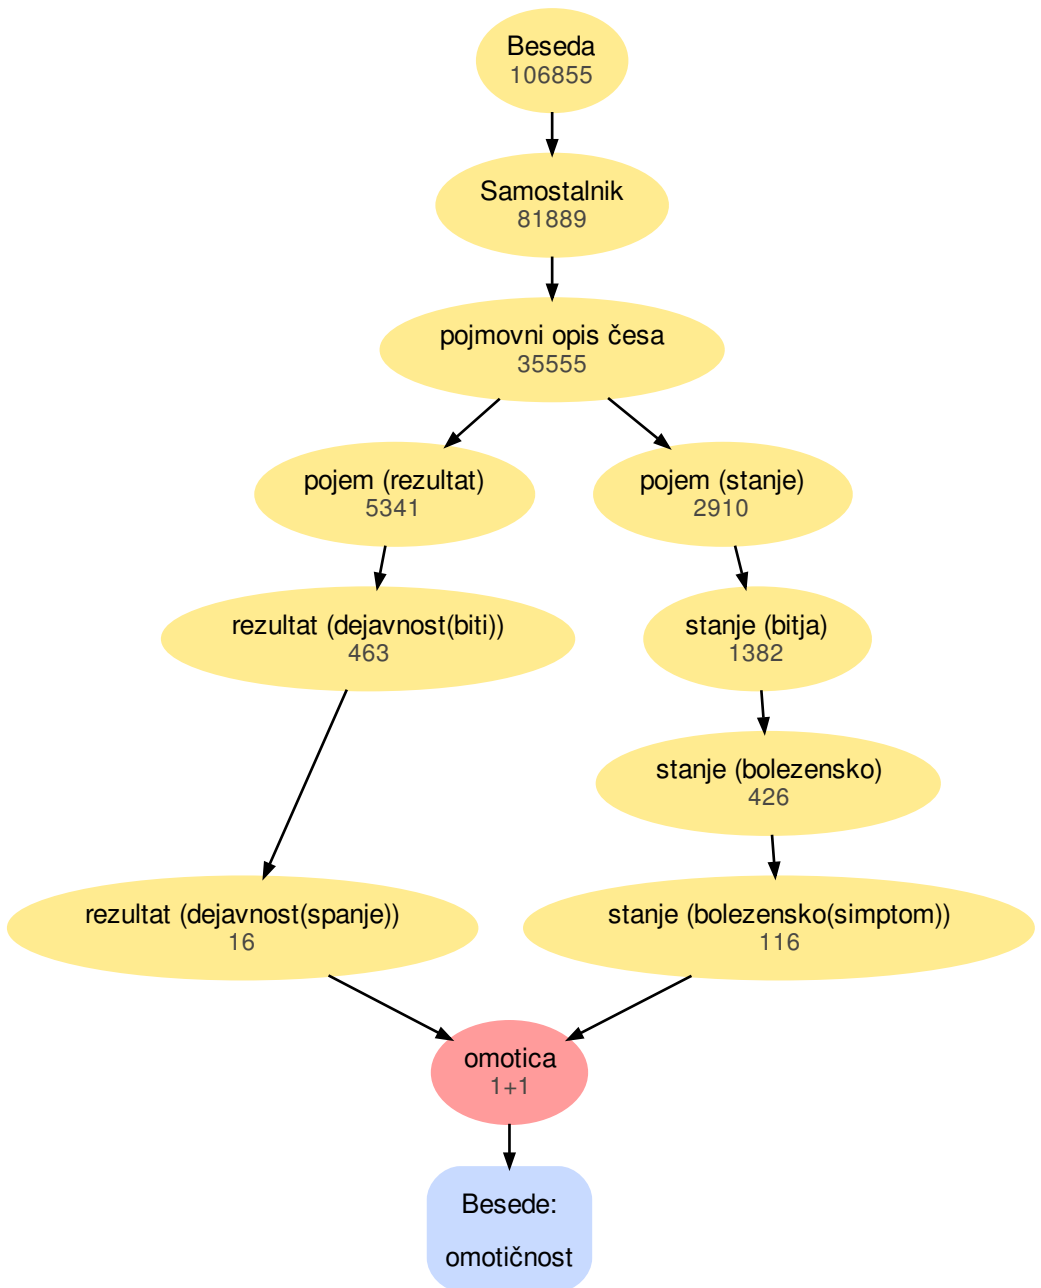 Beseda
106855
Samostalnik
81889
pojmovni opis česa
35555
pojem (rezultat)
5341
pojem (stanje)
2910
rezultat (dejavnost(biti))
463
stanje (bitja)
1382
stanje (bolezensko)
426
rezultat (dejavnost(spanje))
16
stanje (bolezensko(simptom))
116
omotica
1+1
Besede:
omotičnost